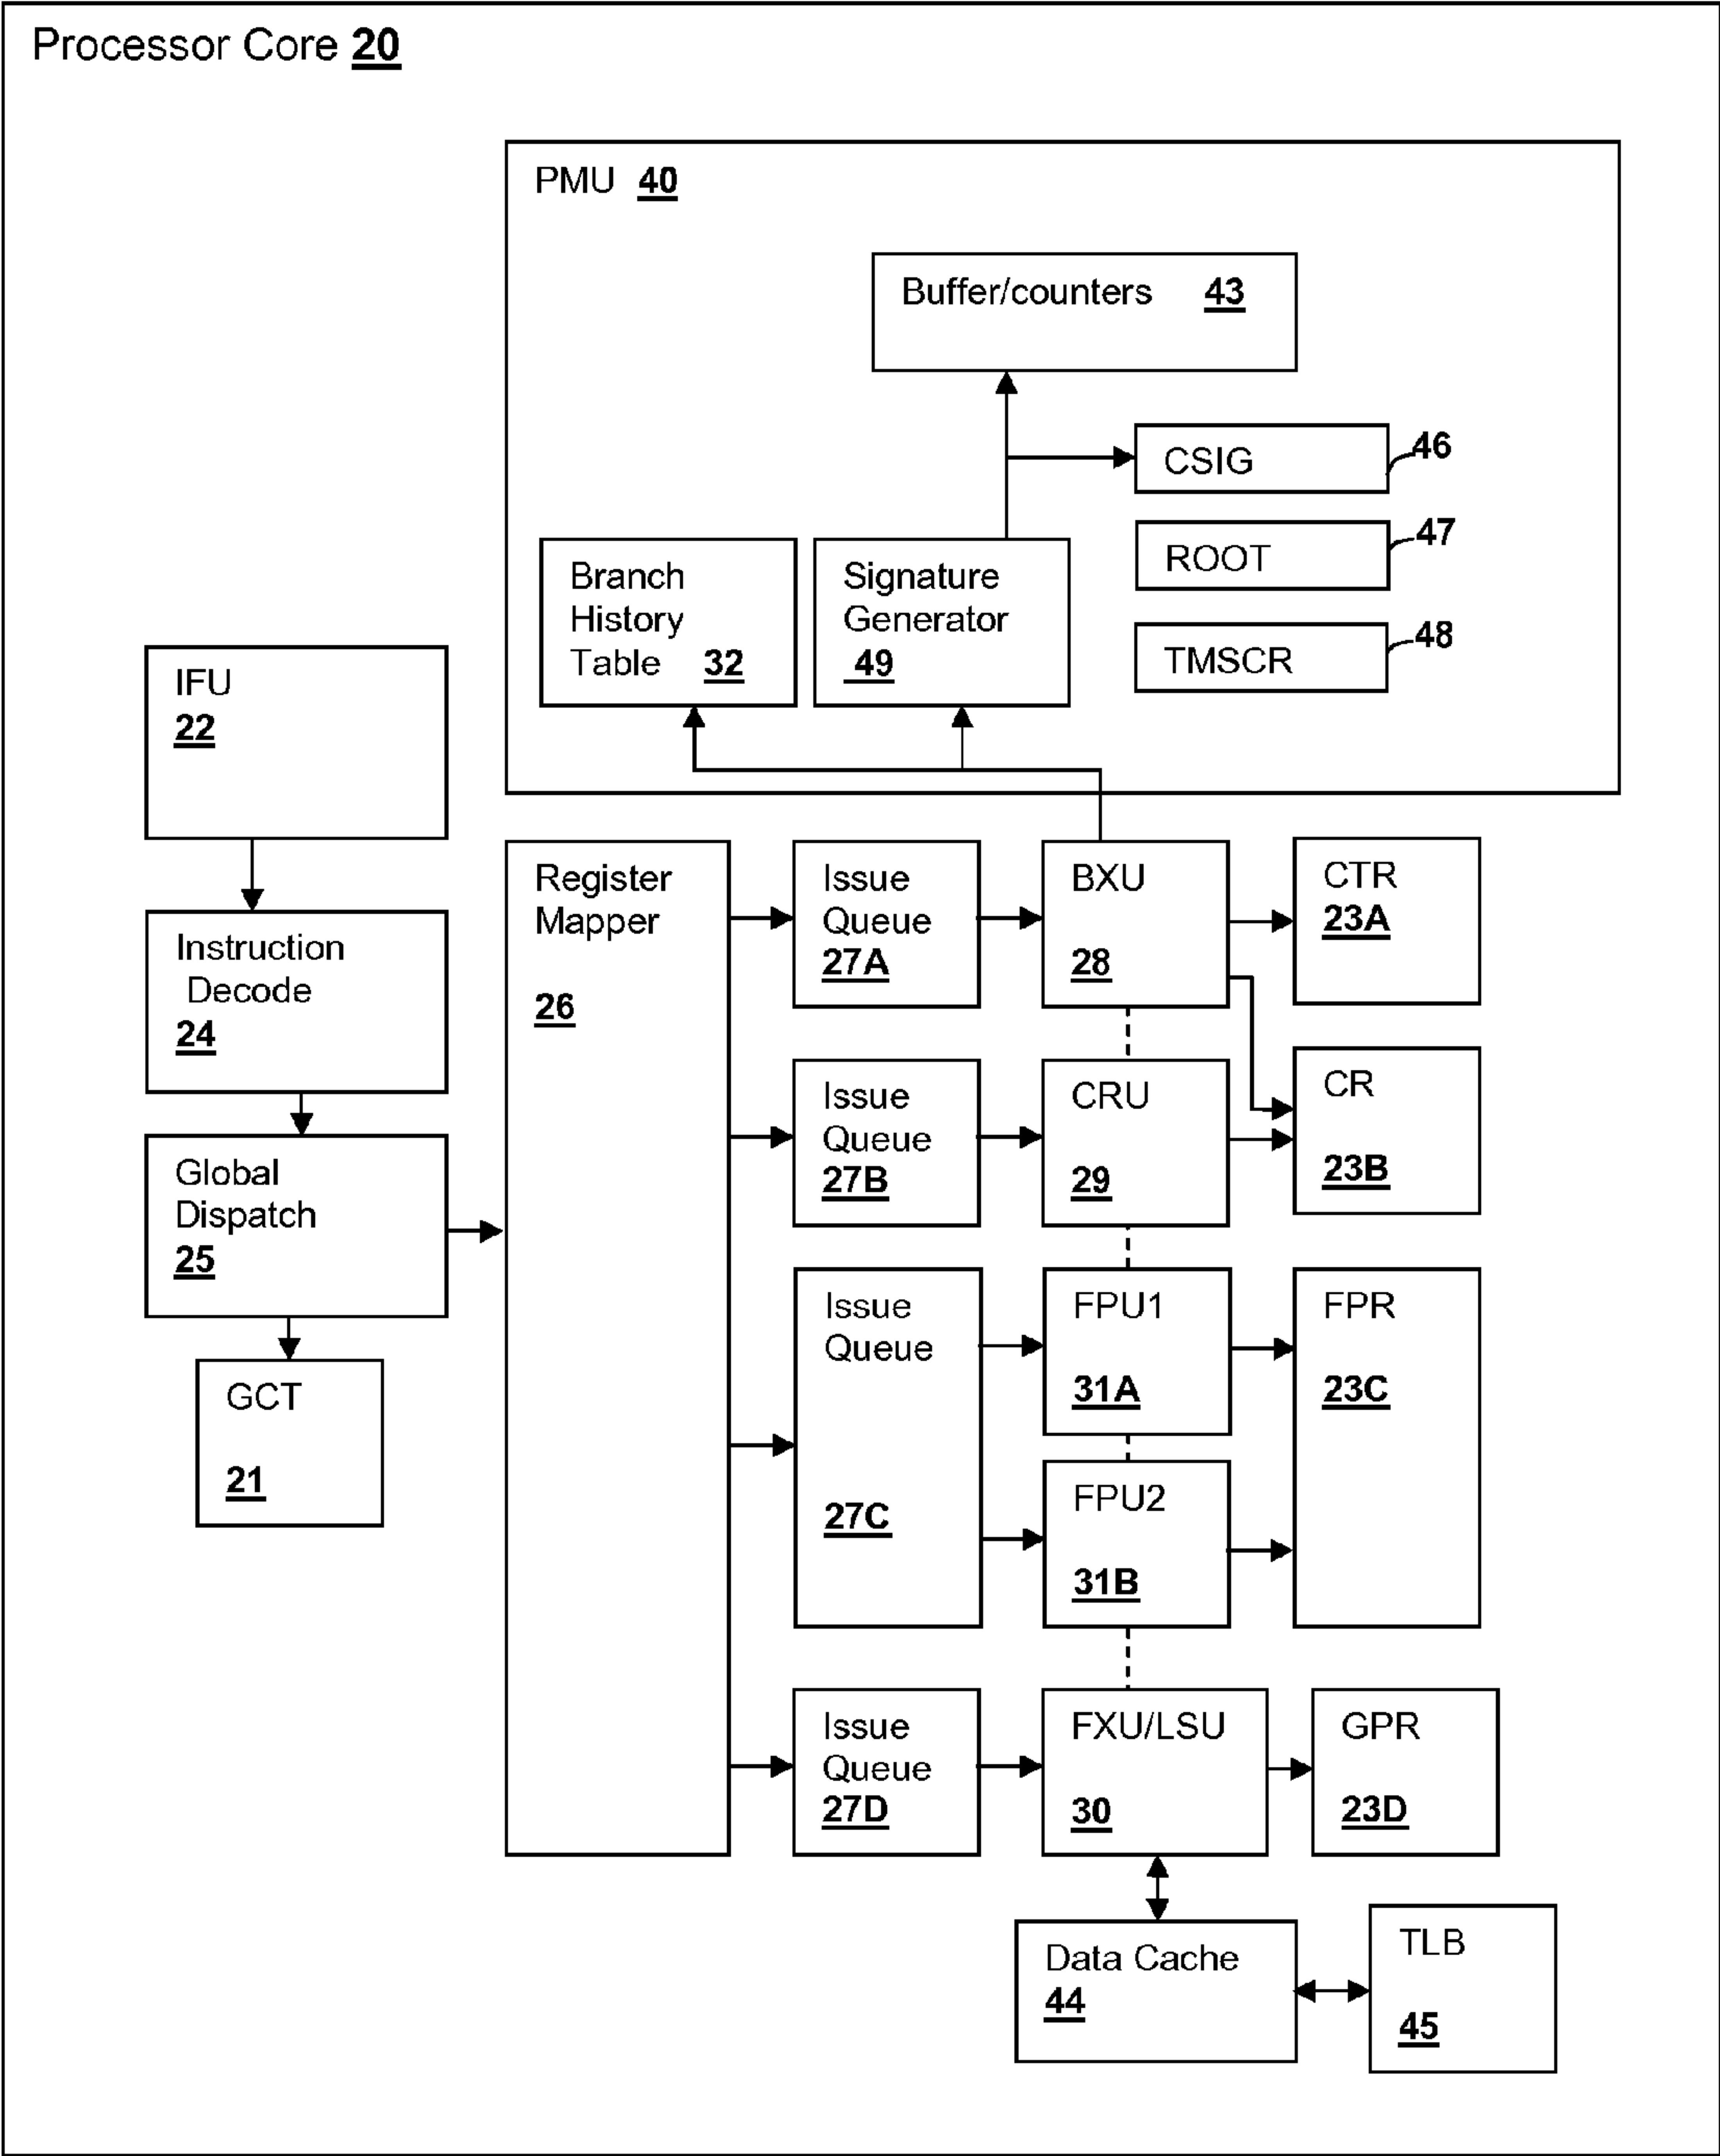 Processor Core 20
PMU 40
Buffer/counters 43
CSIG
46
ROOT
47
TMSCR
48
Branch
History
Table 32
Signature
Generator
49
IFU
22
Instruction
Decode
24
Global
Dispatch
25
GCT
21
Register
Mapper
26
Issue
Queue
27A
BXU
28
CTR
23A
Issue
Queue
27B
CRU
29
CR
23B
Issue
Queue
27C
FPU1
31A
FPU2
31B
FPR
23C
Issue
Queue
27D
FXU/LSU
30
GPR
23D
Data Cache
44
TLB
45